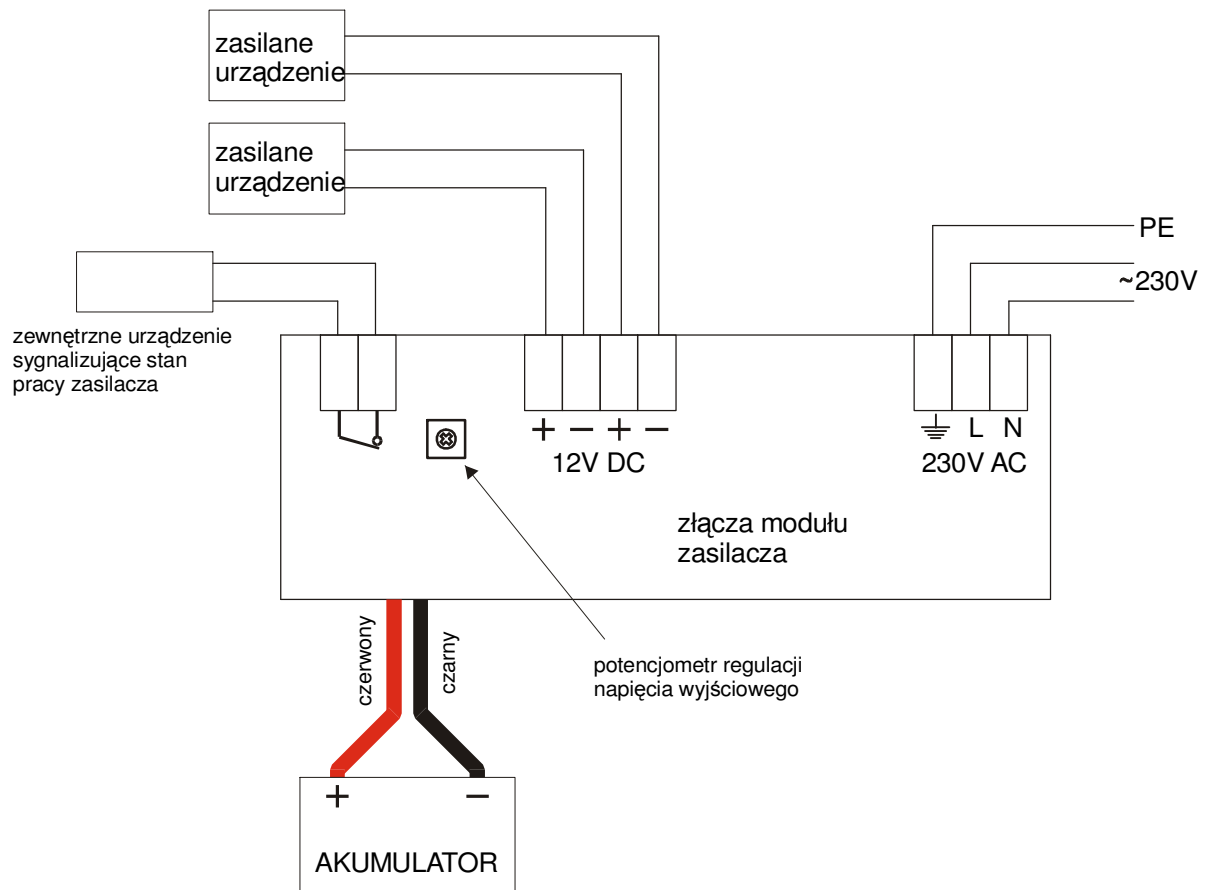 zasilane
urządzenie
zasilane
urządzenie
PE
~230V
zewnętrzne urządzenie
sygnalizujące stan
pracy zasilacza
+ − + −
12V DC
L N
230V AC
złącza modułu
zasilacza
czerwony
czarny
potencjometr regulacji
napięcia wyjściowego
+ −
AKUMULATOR